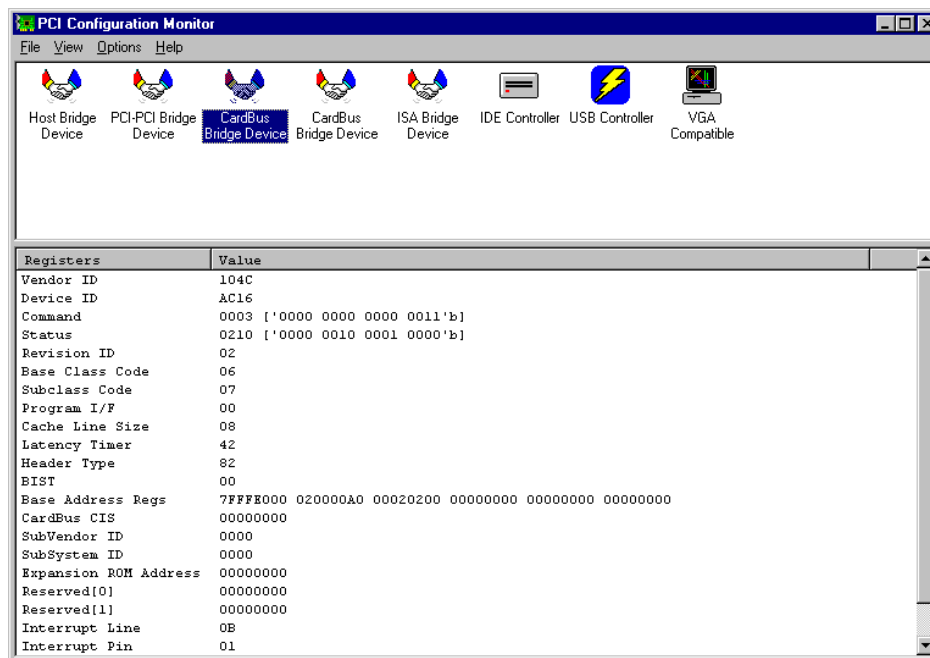 PCI Configuration Monitor
File View Options Help
Host Bridge Device
PCI-PCI Bridge Device
CardBus Bridge Device
CardBus Bridge Device
ISA Bridge Device
IDE Controller
USB Controller
VGA Compatible
Registers Value
Vendor ID 104C
Device ID AC16
Command 0003 ['0000 0000 0000 0011'b]
Status 0210 ['0000 0010 0001 0000'b]
Revision ID 02
Base Class Code 06
Subclass Code 07
Program I/F 00
Cache Line Size 08
Latency Timer 42
Header Type 82
BIST 00
Base Address Regs 7FFFE000 020000A0 00020200 00000000 00000000 00000000
CardBus CIS 00000000
SubVendor ID 0000
SubSystem ID 0000
Expansion ROM Address 00000000
Reserved[0] 00000000
Reserved[1] 00000000
Interrupt Line 0B
Interrupt Pin 01